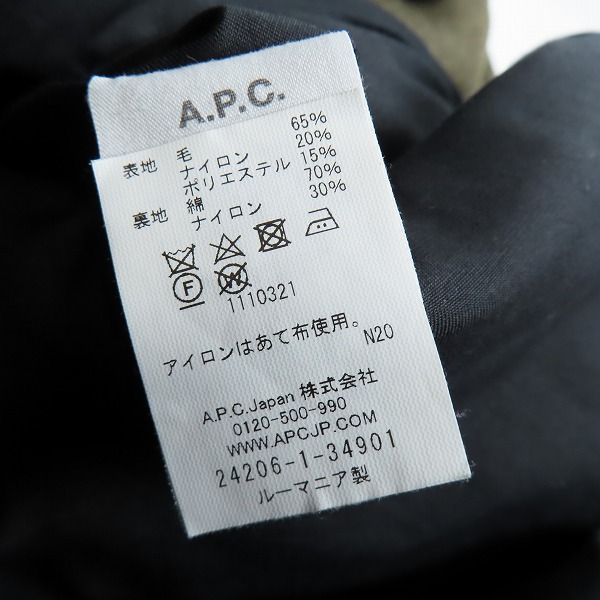 A.P.C.
表地 毛 65%
ナイロン 20%
ポリエステル 15%
裏地 綿 70%
ナイロン 30%
F W
1110321
アイロンはあて布使用。
N20
A.P.C.Japan 株式会社
0120-500-990
WWW.APCJP.COM
24206-1-34901
ルーマニア製